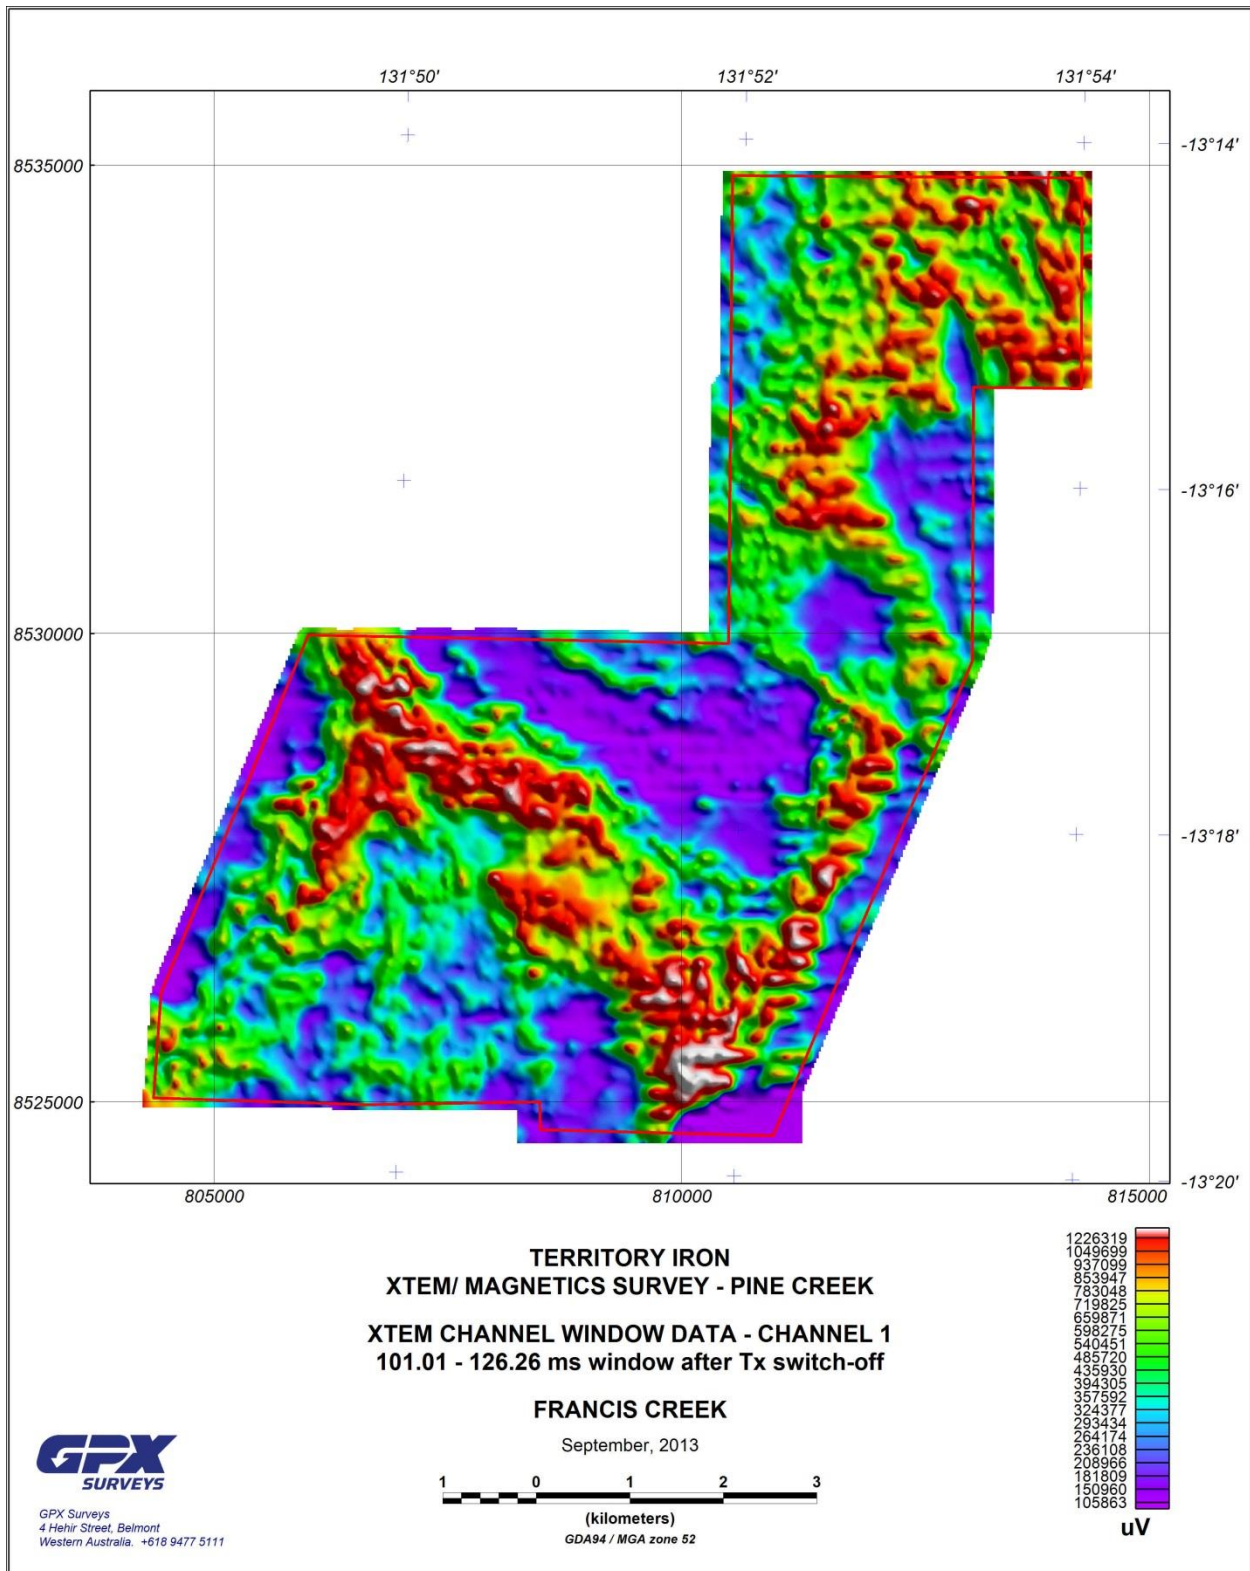 131°50' 131°52' 131°54'
8535000
-13°14'
-13°16'
8530000
-13°18'
8525000
-13°20'
805000 810000 815000
TERRITORY IRON
XTEM/ MAGNETICS SURVEY - PINE CREEK
XTEM CHANNEL WINDOW DATA - CHANNEL 1
101.01 - 126.26 ms window after Tx switch-off
FRANCIS CREEK
September, 2013
1 0 1 2 3
(kilometers)
GDA94 / MGA zone 52
1226319
1049699
937099
853947
783048
719825
659871
598275
540451
485720
435930
394305
357592
324377
293434
264174
236108
208966
181809
150960
105863
uV
GPX
SURVEYS
GPX Surveys
4 Hehir Street, Belmont
Western Australia. +618 9477 5111